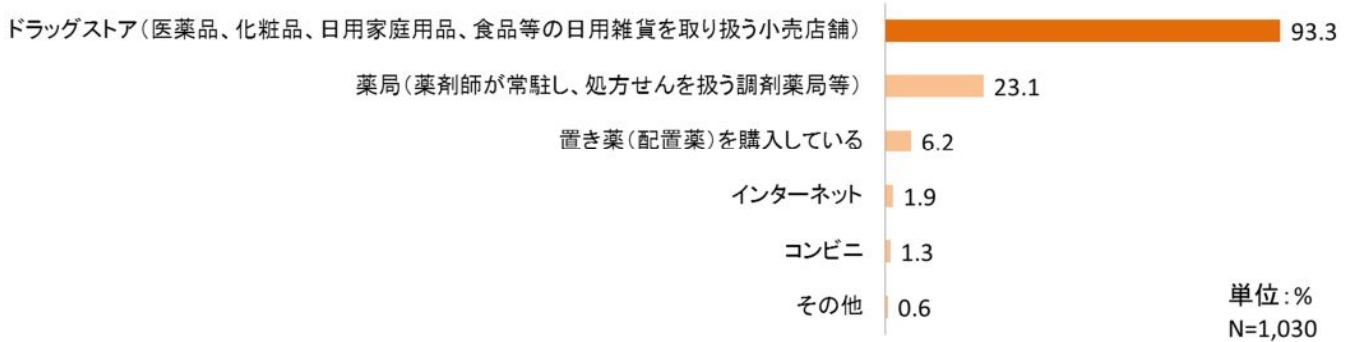 ドラッグストア（医薬品、化粧品、日用家庭用品、食品等の日用雑貨を取り扱う小売店舗） 93.3
薬局（薬剤師が常駐し、処方せんを扱う調剤薬局等） 23.1
置き薬（配置薬）を購入している 6.2
インターネット 1.9
コンビニ 1.3
その他 0.6
単位：%
N=1,030